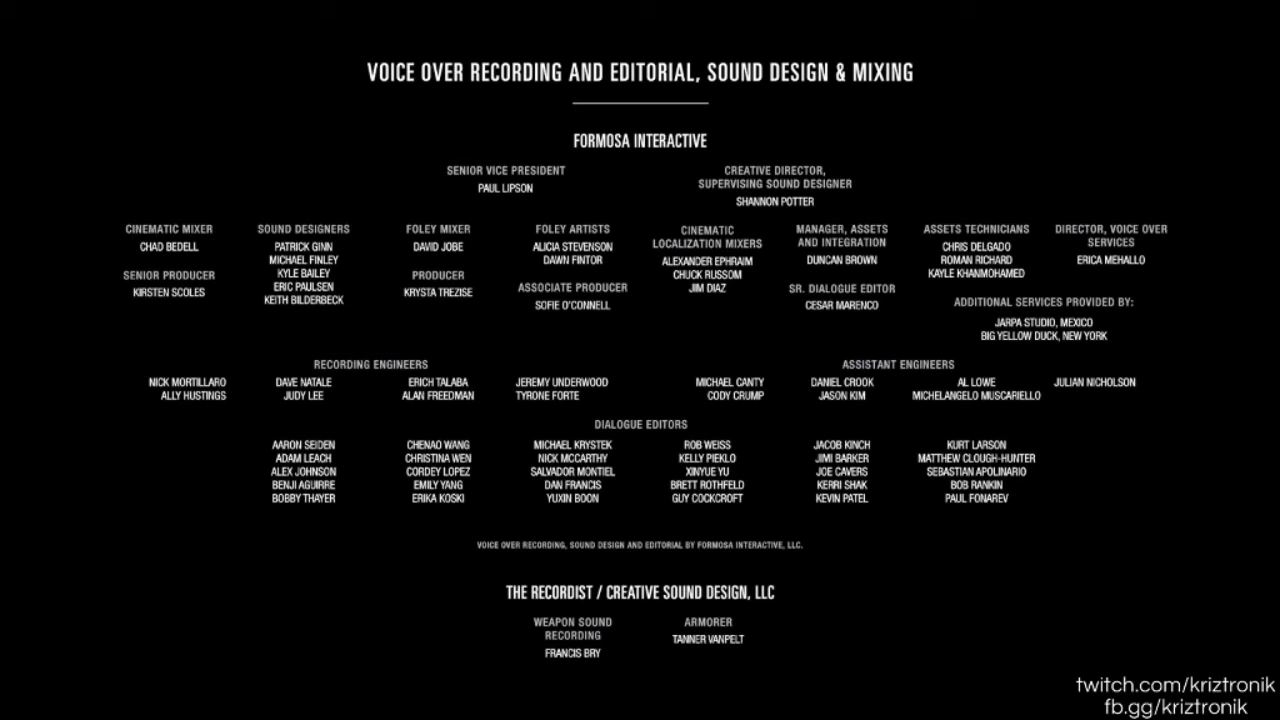 VOICE OVER RECORDING AND EDITORIAL, SOUND DESIGN & MIXING
FORMOSA INTERACTIVE
SENIOR VICE PRESIDENT
PAUL LIPSON
CREATIVE DIRECTOR,
SUPERVISING SOUND DESIGNER
SHANNON POTTER
CINEMATIC MIXER
CHAD BEDELL
SENIOR PRODUCER
KIRSTEN SCOLES
SOUND DESIGNERS
PATRICK GINN
MICHAEL FINLEY
KYLE BAILEY
ERIC PAULSEN
KEITH BILDERBECK
FOLEY MIXER
DAVID JOBE
PRODUCER
KRYSTA TREZISE
FOLEY ARTISTS
ALICIA STEVENSON
DAWN FINTOR
ASSOCIATE PRODUCER
SOFIE O'CONNELL
CINEMATIC
LOCALIZATION MIXERS
ALEXANDER EPHRAIM
CHUCK RUSSOM
JIM DIAZ
MANAGER, ASSETS
AND INTEGRATION
DUNCAN BROWN
SR. DIALOGUE EDITOR
CESAR MARENCO
ASSETS TECHNICIANS
CHRIS DELGADO
ROMAN RICHARD
KAYLE KHANMOHAMED
DIRECTOR, VOICE OVER
SERVICES
ERICA MEHALLO
ADDITIONAL SERVICES PROVIDED BY:
JARPA STUDIO, MEXICO
BIG YELLOW DUCK, NEW YORK
RECORDING ENGINEERS
NICK MORTILLARO
ALLY HUSTINGS
DAVE NATALE
JUDY LEE
ERICH TALABA
ALAN FREEDMAN
JEREMY UNDERWOOD
TYRONE FORTE
ASSISTANT ENGINEERS
MICHAEL CANTY
CODY CRUMP
DANIEL CROOK
JASON KIM
AL LOWE
MICHELANGELO MUSCARIELLO
JULIAN NICHOLSON
DIALOGUE EDITORS
AARON SEIDEN
ADAM LEACH
ALEX JOHNSON
BENJI AGUIRRE
BOBBY THAYER
CHENAO WANG
CHRISTINA WEN
CORDEY LOPEZ
EMILY YANG
ERIKA KOSKI
MICHAEL KRYSTEK
NICK MCCARTHY
SALVADOR MONTIEL
DAN FRANCIS
YUXIN BOON
ROB WEISS
KELLY PIEKLO
XINYUE YU
BRETT ROTHFELD
GUY COCKCROFT
JACOB KINCH
JIMI BARKER
JOE CAVERS
KERRI SHAK
KEVIN PATEL
KURT LARSON
MATTHEW CLOUGH-HUNTER
SEBASTIAN APOLINARIO
BOB RANKIN
PAUL FONAREV
VOICE OVER RECORDING, SOUND DESIGN AND EDITORIAL BY FORMOSA INTERACTIVE, LLC.
THE RECORDIST / CREATIVE SOUND DESIGN, LLC
WEAPON SOUND
RECORDING
FRANCIS BRY
ARMORER
TANNER VANPELT
twitch.com/kriztronik
fb.gg/kriztronik